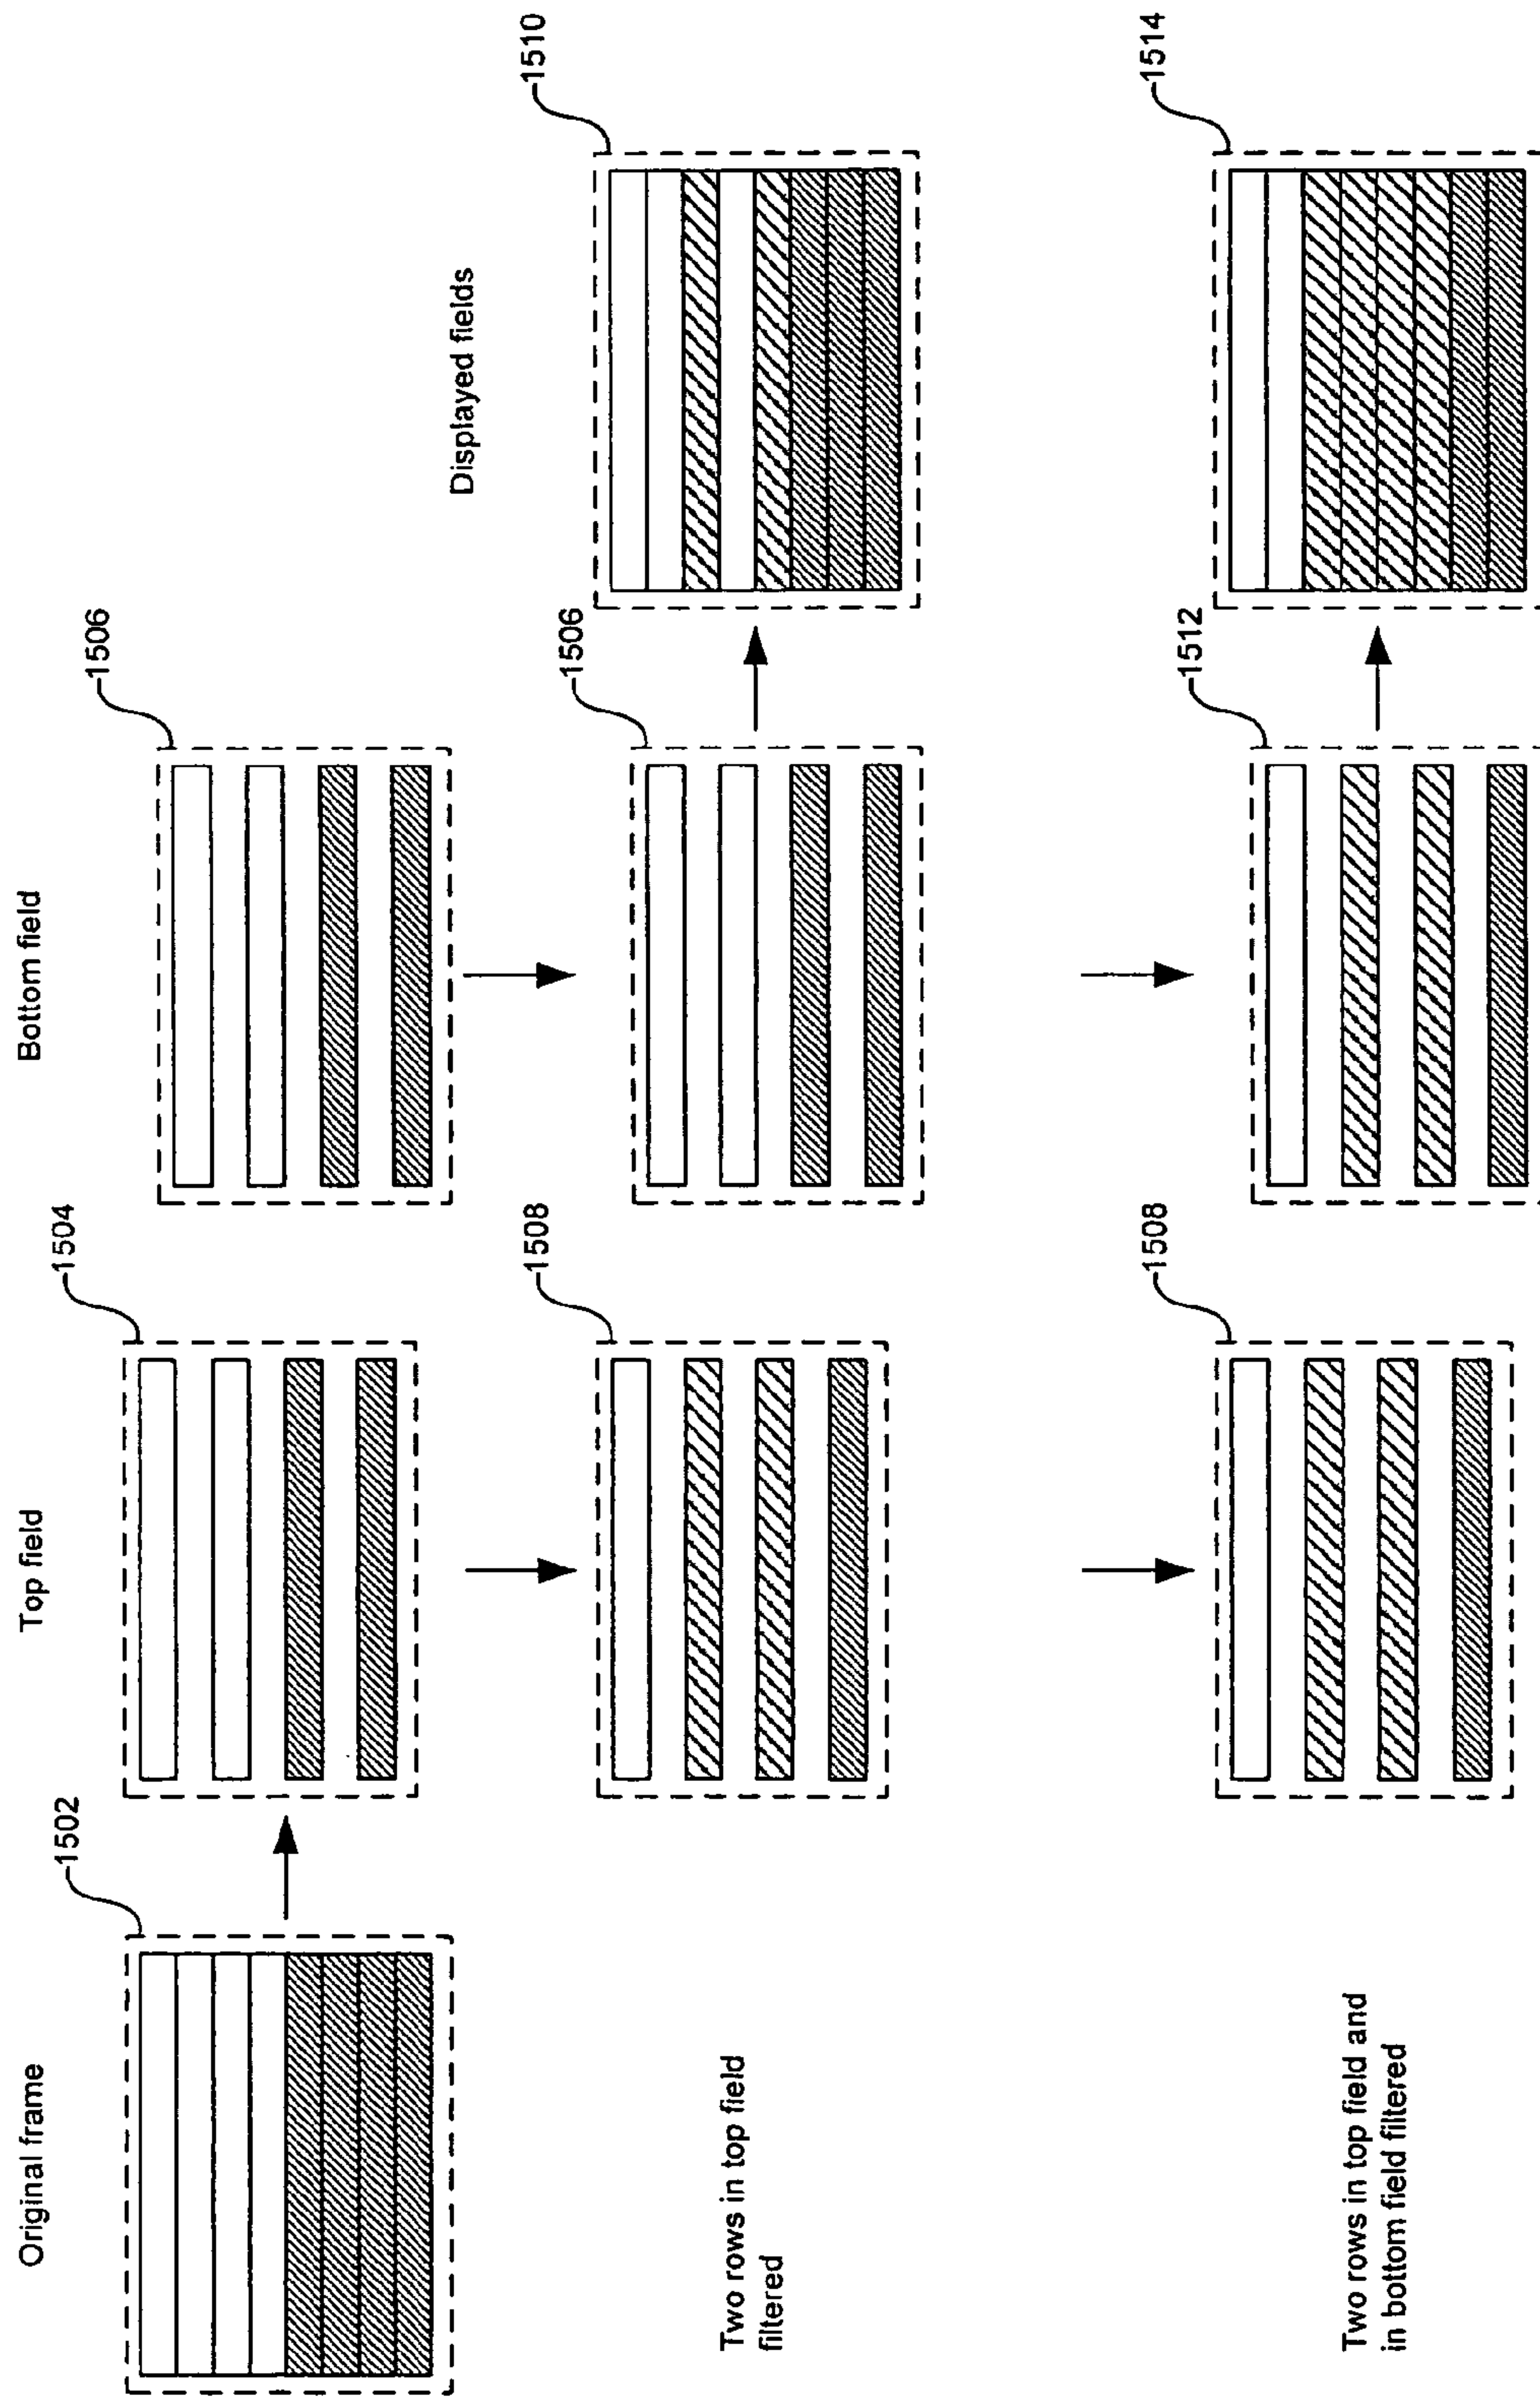 Original frame
Top field
Bottom field
1502
1504
1506
Displayed fields
Two rows in top field
filtered
1508
1506
1510
Two rows in top field and
in bottom field filtered
1508
1512
1514